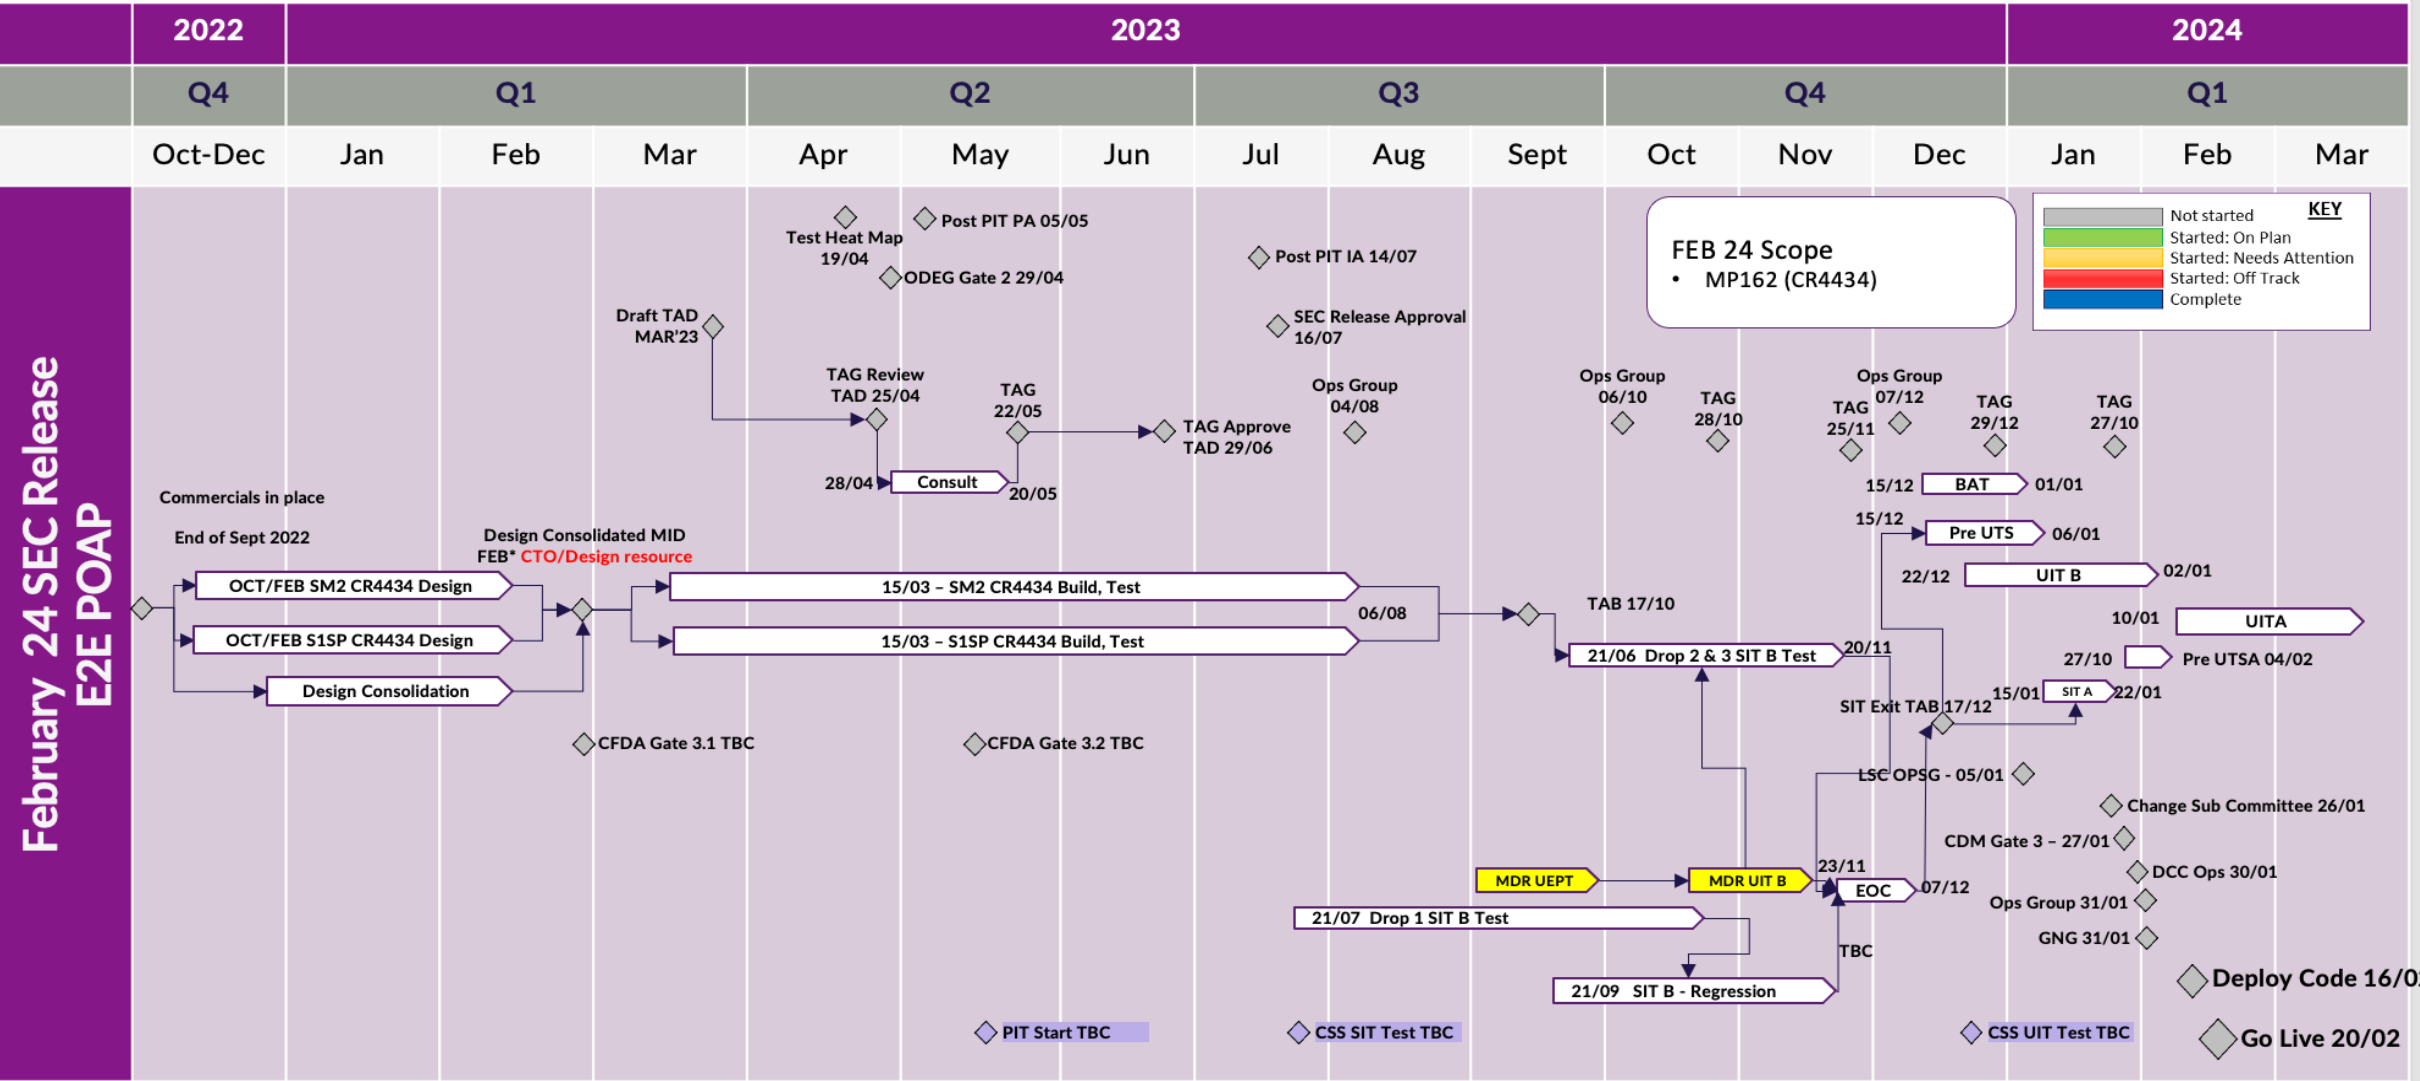 2022
2023
2024
Q4
Q1
Q2
Q3
Q4
Q1
Oct-Dec
Jan
Feb
Mar
Apr
May
Jun
Jul
Aug
Sept
Oct
Nov
Dec
Jan
Feb
Mar
February 24 SEC Release
E2E POAP
FEB 24 Scope
• MP162 (CR4434)
KEY
Not started
Started: On Plan
Started: Needs Attention
Started: Off Track
Complete
Test Heat Map
19/04
Post PIT PA 05/05
ODEG Gate 2 29/04
Post PIT IA 14/07
Draft TAD
MAR'23
SEC Release Approval
16/07
TAG Review
TAD 25/04
TAG
22/05
TAG Approve
TAD 29/06
Ops Group
04/08
Ops Group
06/10
TAG
28/10
TAG
25/11
Ops Group
07/12
TAG
29/12
TAG
27/10
28/04
Consult
20/05
15/12
BAT
01/01
15/12
Pre UTS
06/01
22/12
UIT B
02/01
10/01
UITA
27/10
Pre UTSA 04/02
15/01
SIT A
22/01
Commercials in place
End of Sept 2022
Design Consolidated MID
FEB* CTO/Design resource
OCT/FEB SM2 CR4434 Design
OCT/FEB S1SP CR4434 Design
Design Consolidation
15/03 – SM2 CR4434 Build, Test
15/03 – S1SP CR4434 Build, Test
06/08
TAB 17/10
21/06 Drop 2 & 3 SIT B Test
20/11
SIT Exit TAB 17/12
CFDA Gate 3.1 TBC
CFDA Gate 3.2 TBC
LSC OPSG - 05/01
Change Sub Committee 26/01
CDM Gate 3 – 27/01
DCC Ops 30/01
Ops Group 31/01
GNG 31/01
MDR UEPT
MDR UIT B
23/11
EOC
07/12
21/07 Drop 1 SIT B Test
TBC
21/09 SIT B - Regression
Deploy Code 16/0
PIT Start TBC
CSS SIT Test TBC
CSS UIT Test TBC
Go Live 20/02